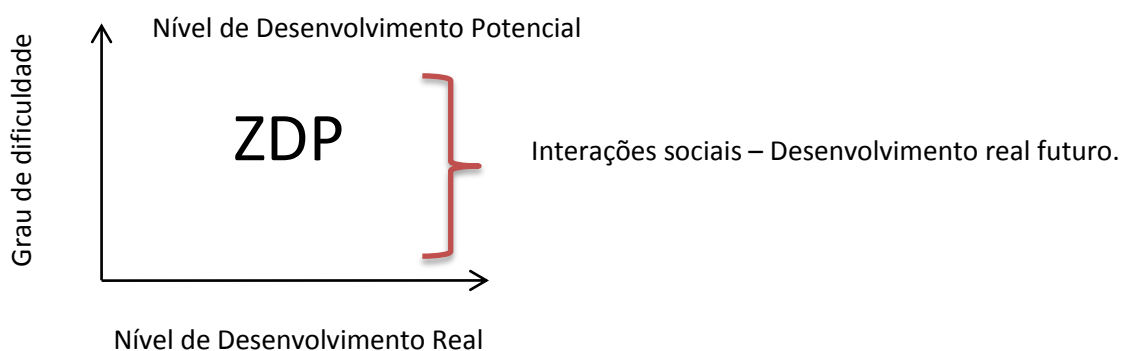 Nível de Desenvolvimento Potencial
Grau de dificuldade
ZDP
Interações sociais – Desenvolvimento real futuro.
Nível de Desenvolvimento Real